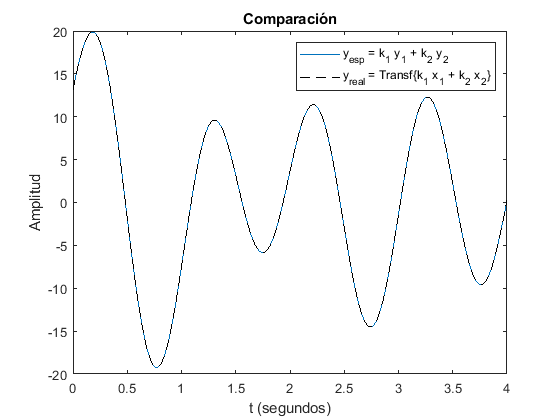 Comparación
y_esp = k_1 y_1 + k_2 y_2
y_real = Transf{k_1 x_1 + k_2 x_2}
Amplitud
20
15
10
5
0
-5
-10
-15
-20
0 0.5 1 1.5 2 2.5 3 3.5 4
t (segundos)